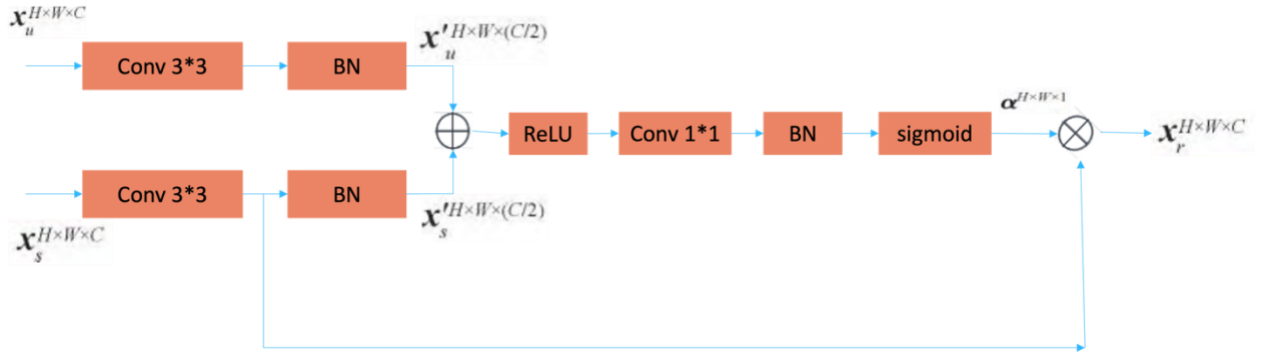 x_u^{H×W×C}
Conv 3*3
BN
x'_u^{H×W×(C/2)}
ReLU
Conv 1*1
BN
sigmoid
α^{H×W×1}
x_r^{H×W×C}
Conv 3*3
BN
x'_s^{H×W×(C/2)}
x_s^{H×W×C}